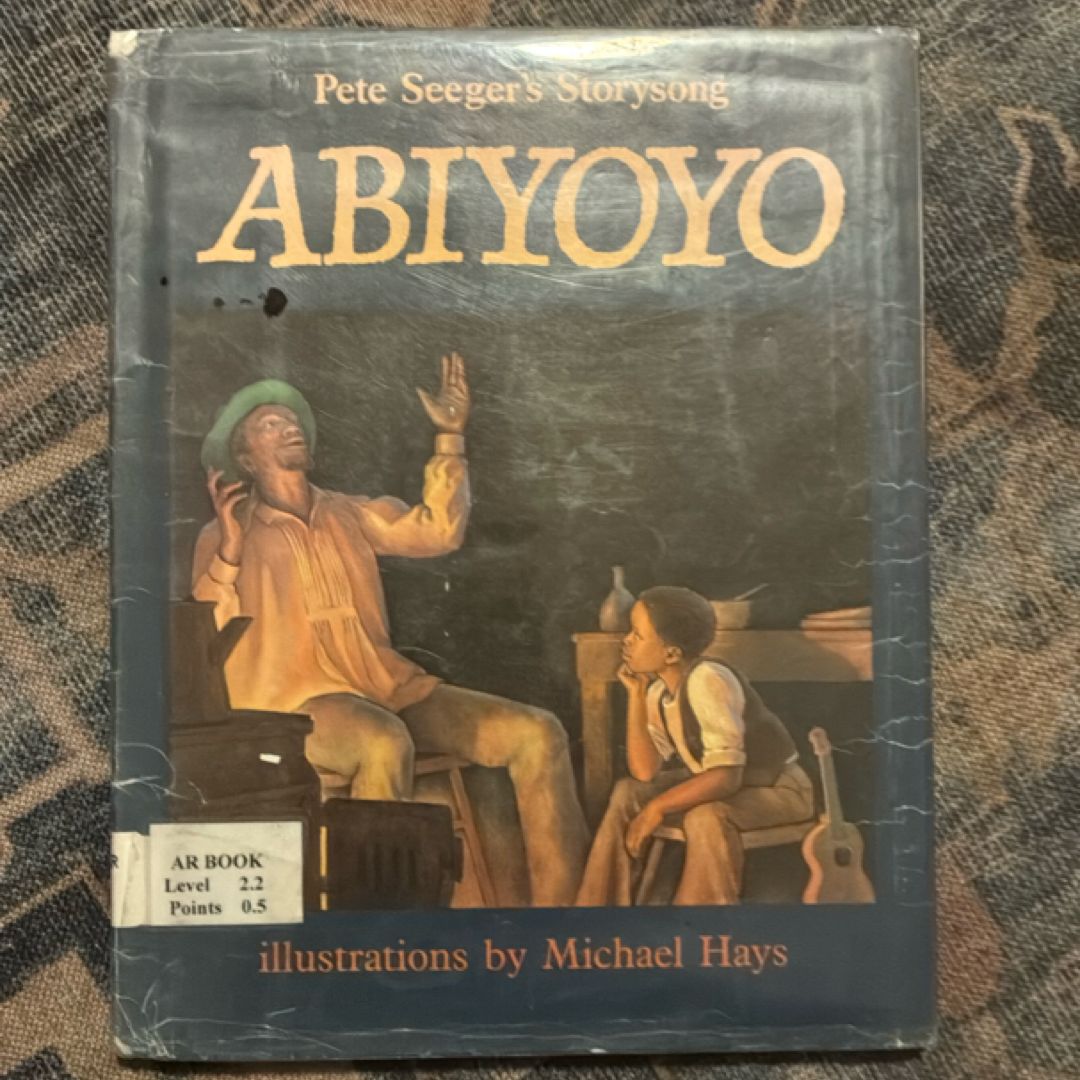 Pete Seeger's Storysong
ABIYOYO
R
AR BOOK
Level 2.2
Points 0.5
illustrations by Michael Hays